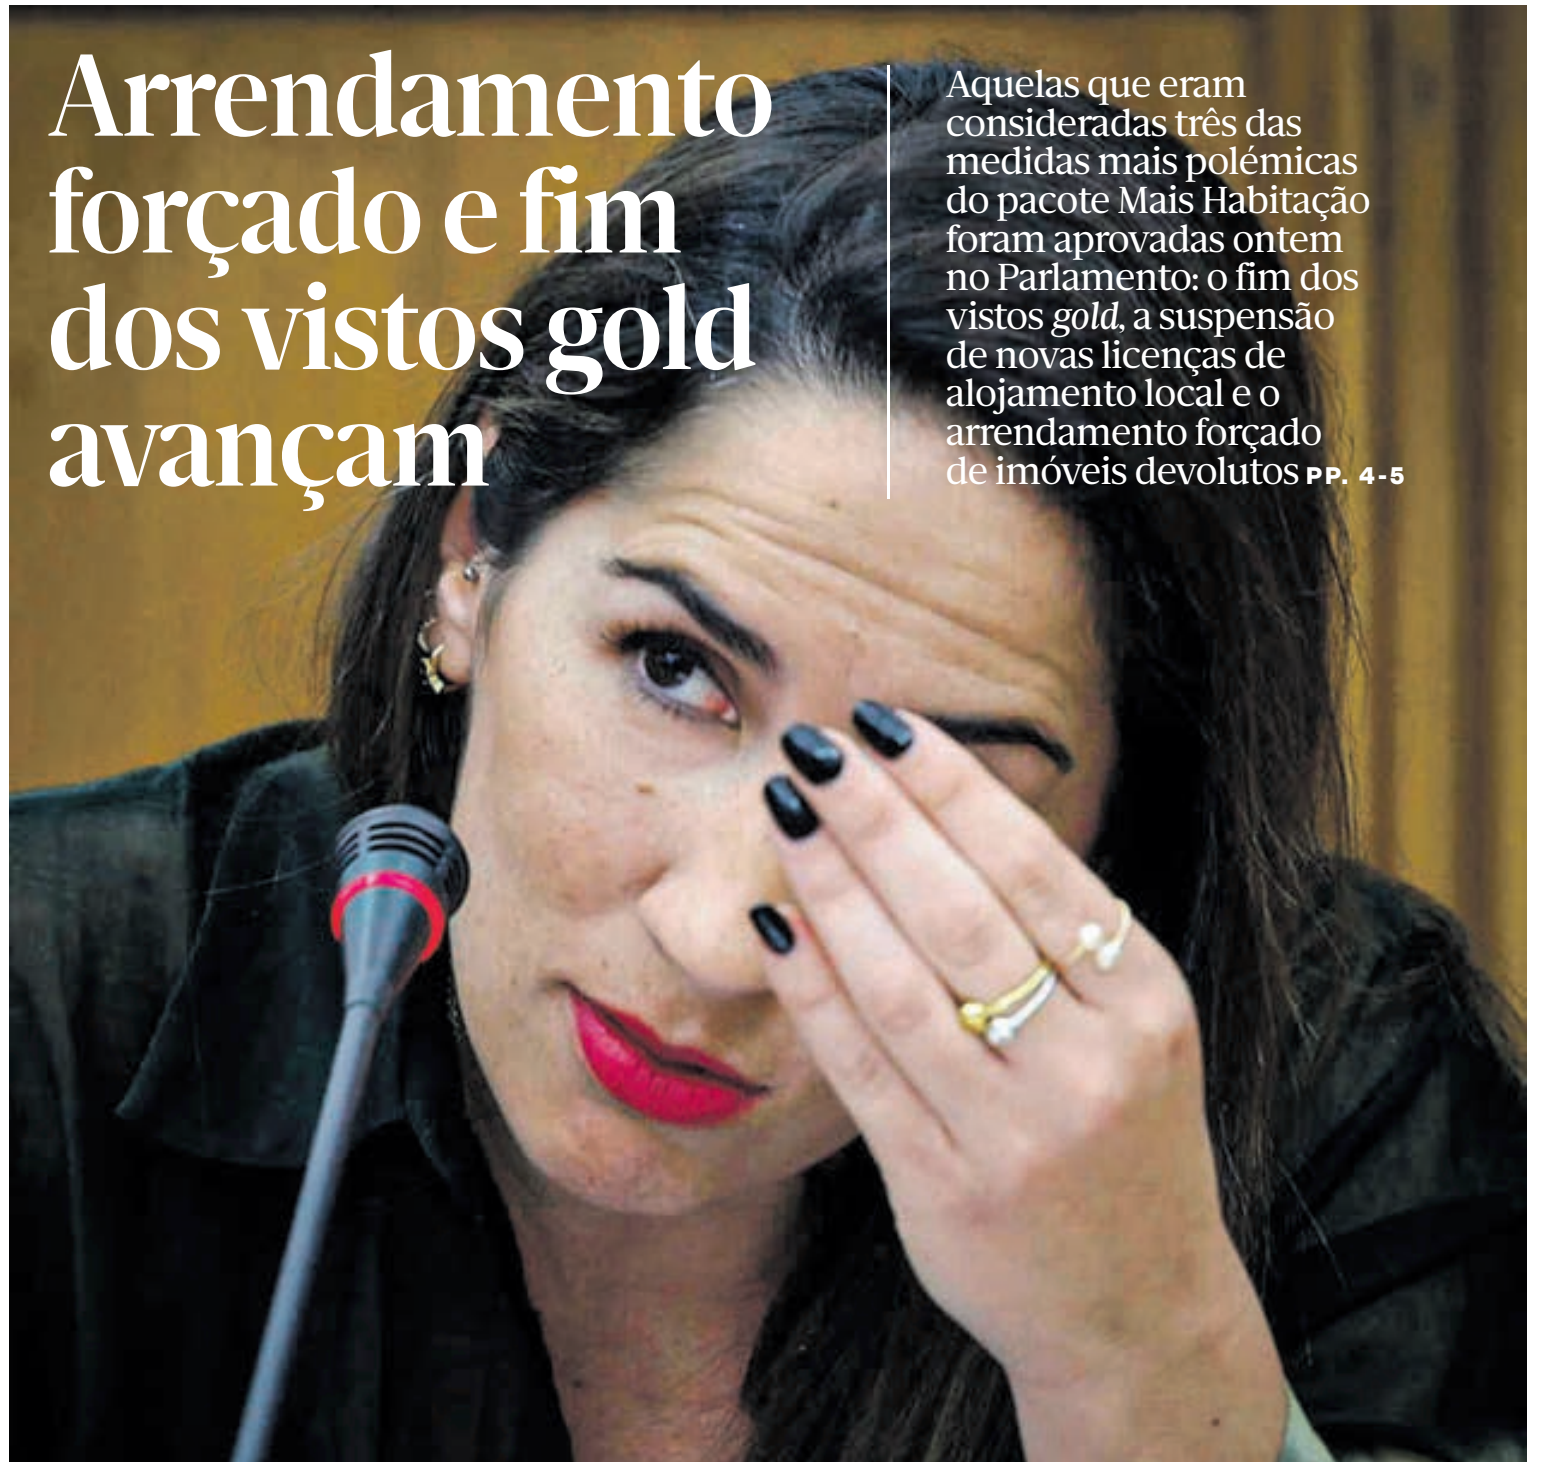 Arrendamento
forçado e fim
dos vistos gold
avançam
Aquelas que eram
consideradas três das
medidas mais polémicas
do pacote Mais Habitação
foram aprovadas ontem
no Parlamento: o fim dos
vistos gold, a suspensão
de novas licenças de
alojamento local e o
arrendamento forçado
de imóveis devolutos PP. 4-5